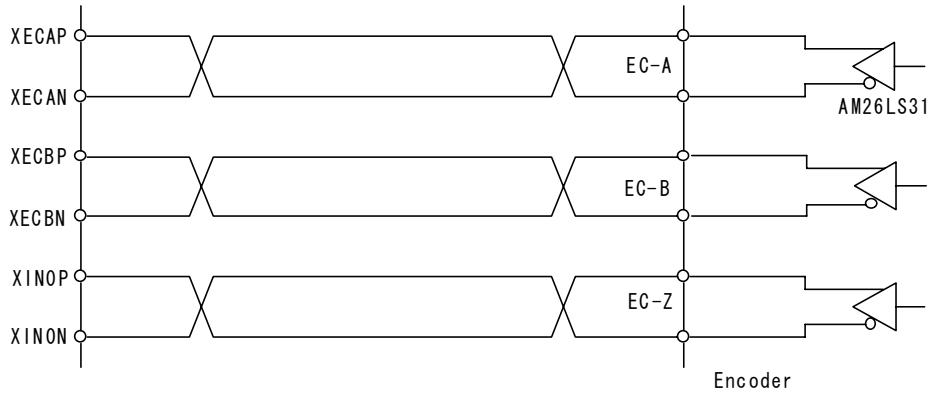 XECAP
EC-A
XECAN
AM26LS31
XECBP
EC-B
XECBN
XINOP
EC-Z
XINON
Encoder